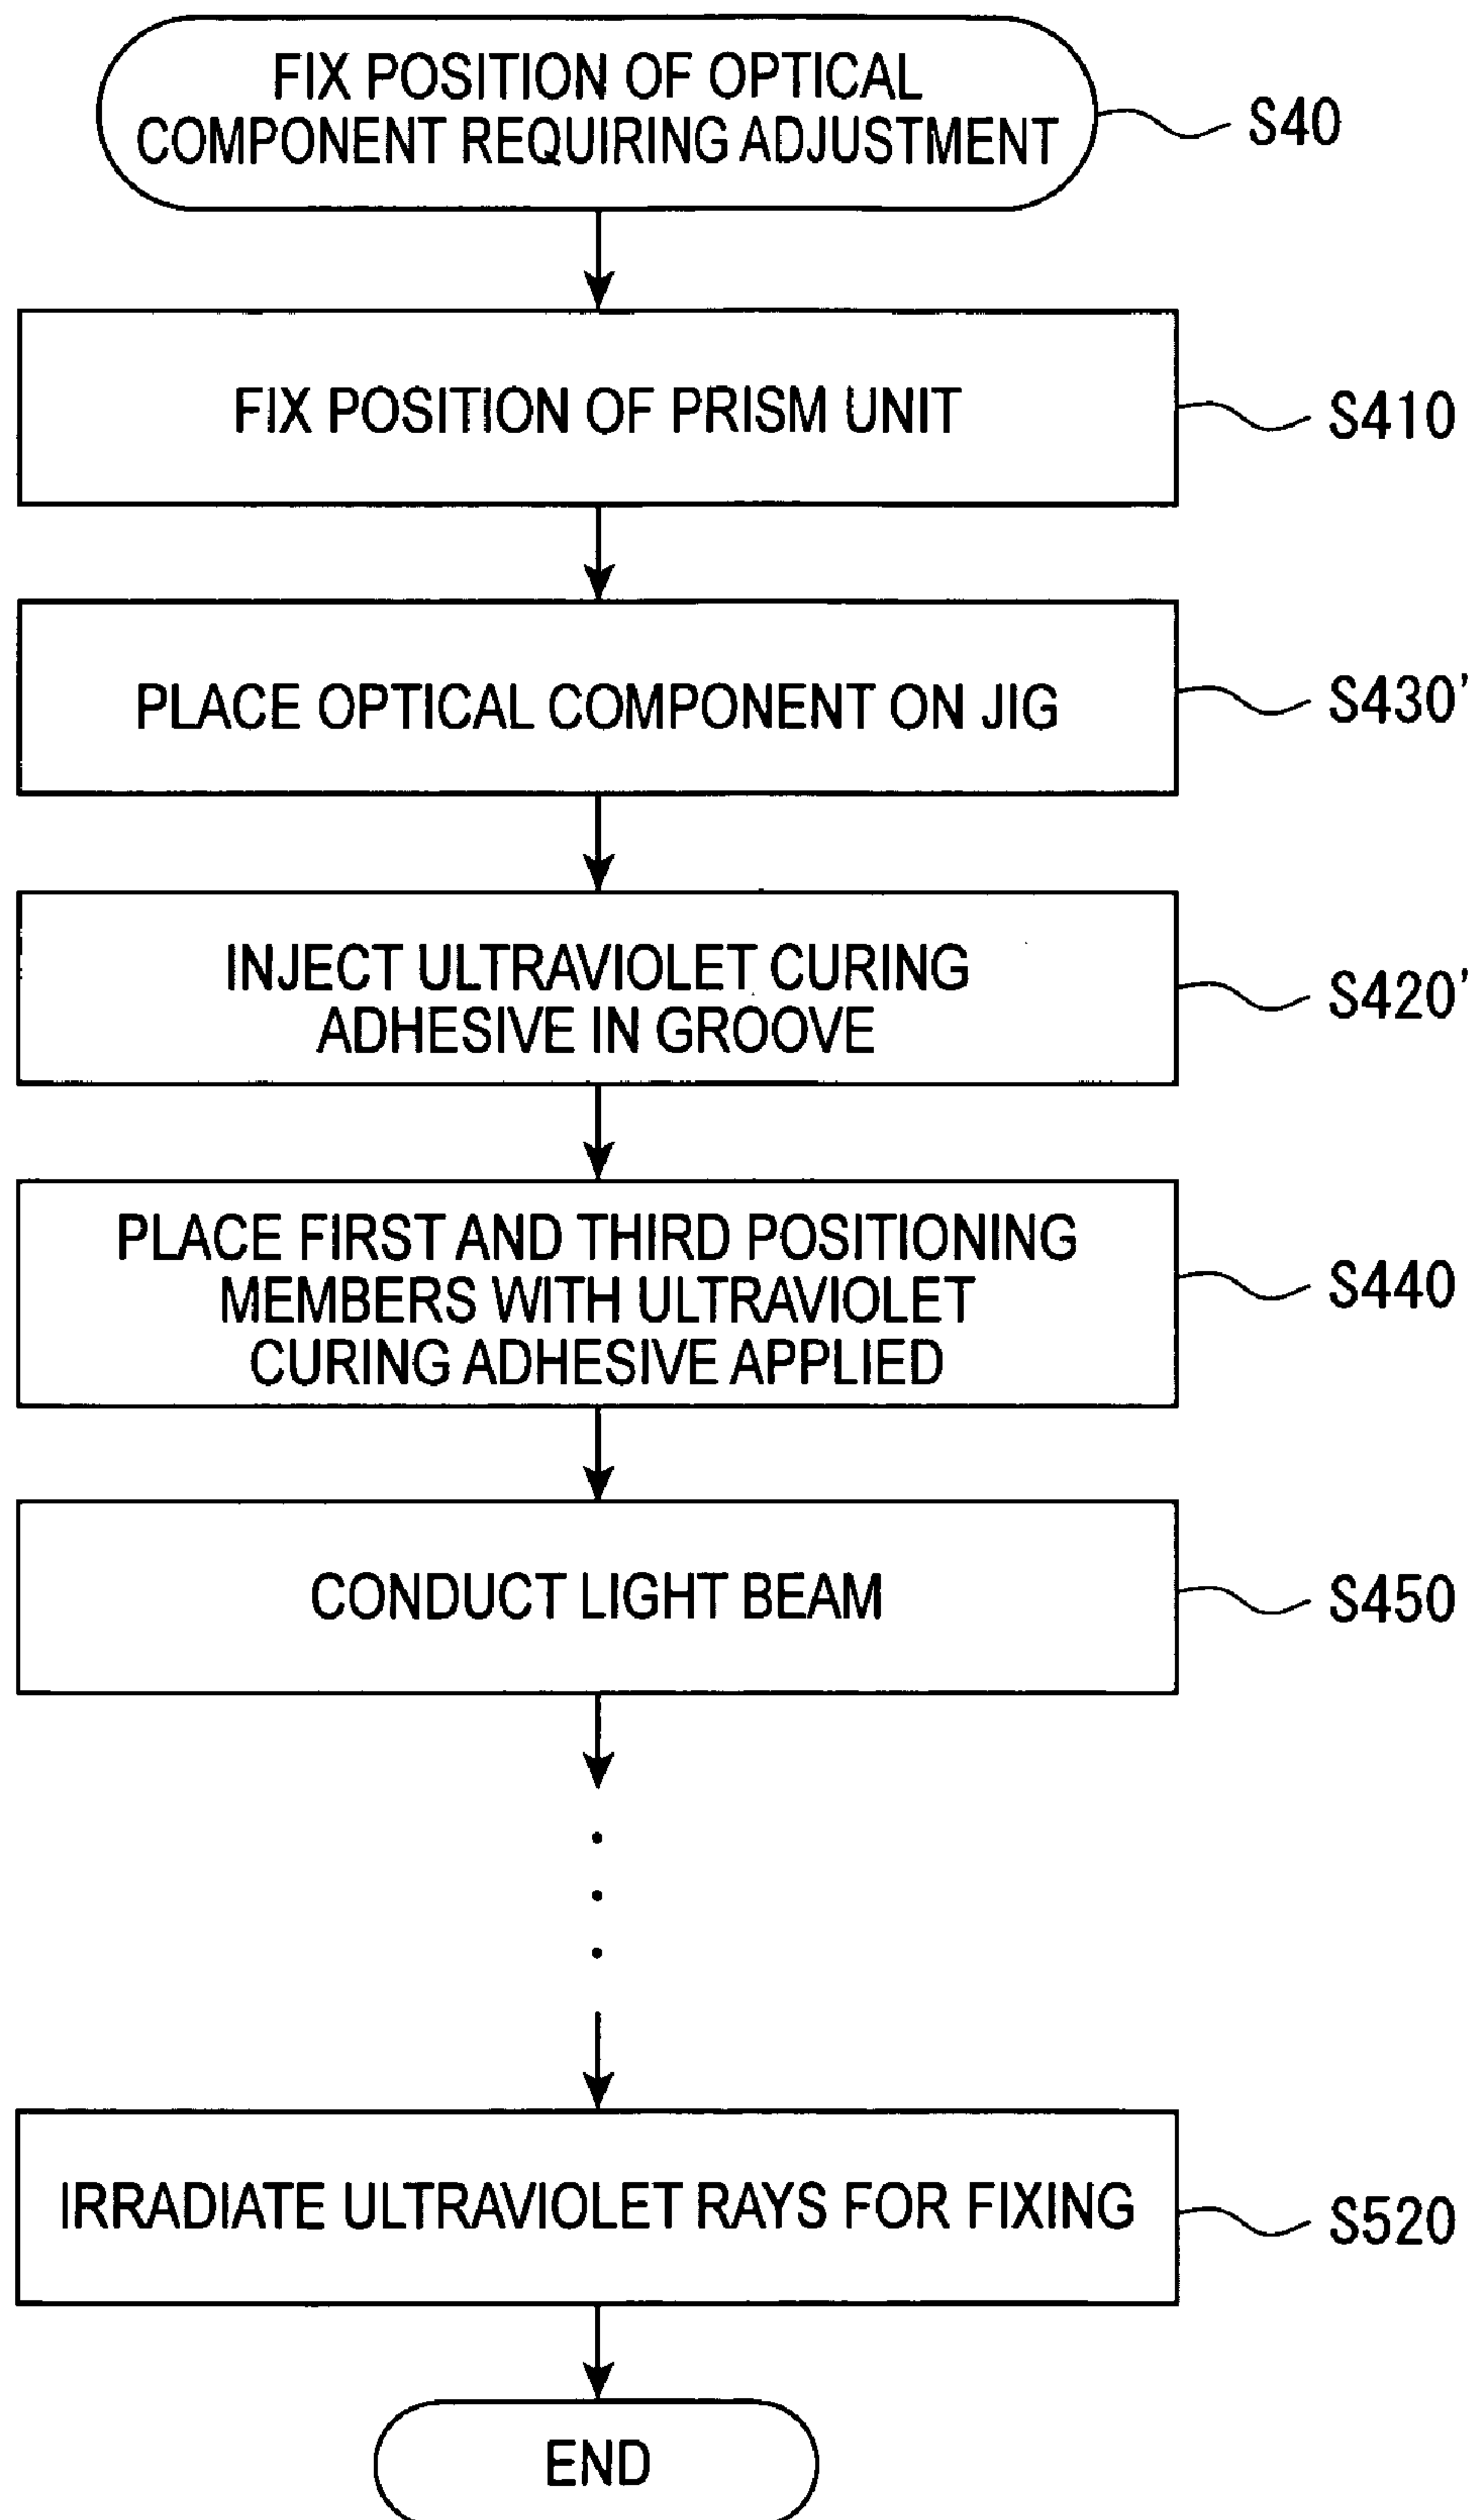 FIX POSITION OF OPTICAL
COMPONENT REQUIRING ADJUSTMENT
S40
FIX POSITION OF PRISM UNIT
S410
PLACE OPTICAL COMPONENT ON JIG
S430'
INJECT ULTRAVIOLET CURING
ADHESIVE IN GROOVE
S420'
PLACE FIRST AND THIRD POSITIONING
MEMBERS WITH ULTRAVIOLET
CURING ADHESIVE APPLIED
S440
CONDUCT LIGHT BEAM
S450
IRRADIATE ULTRAVIOLET RAYS FOR FIXING
S520
END